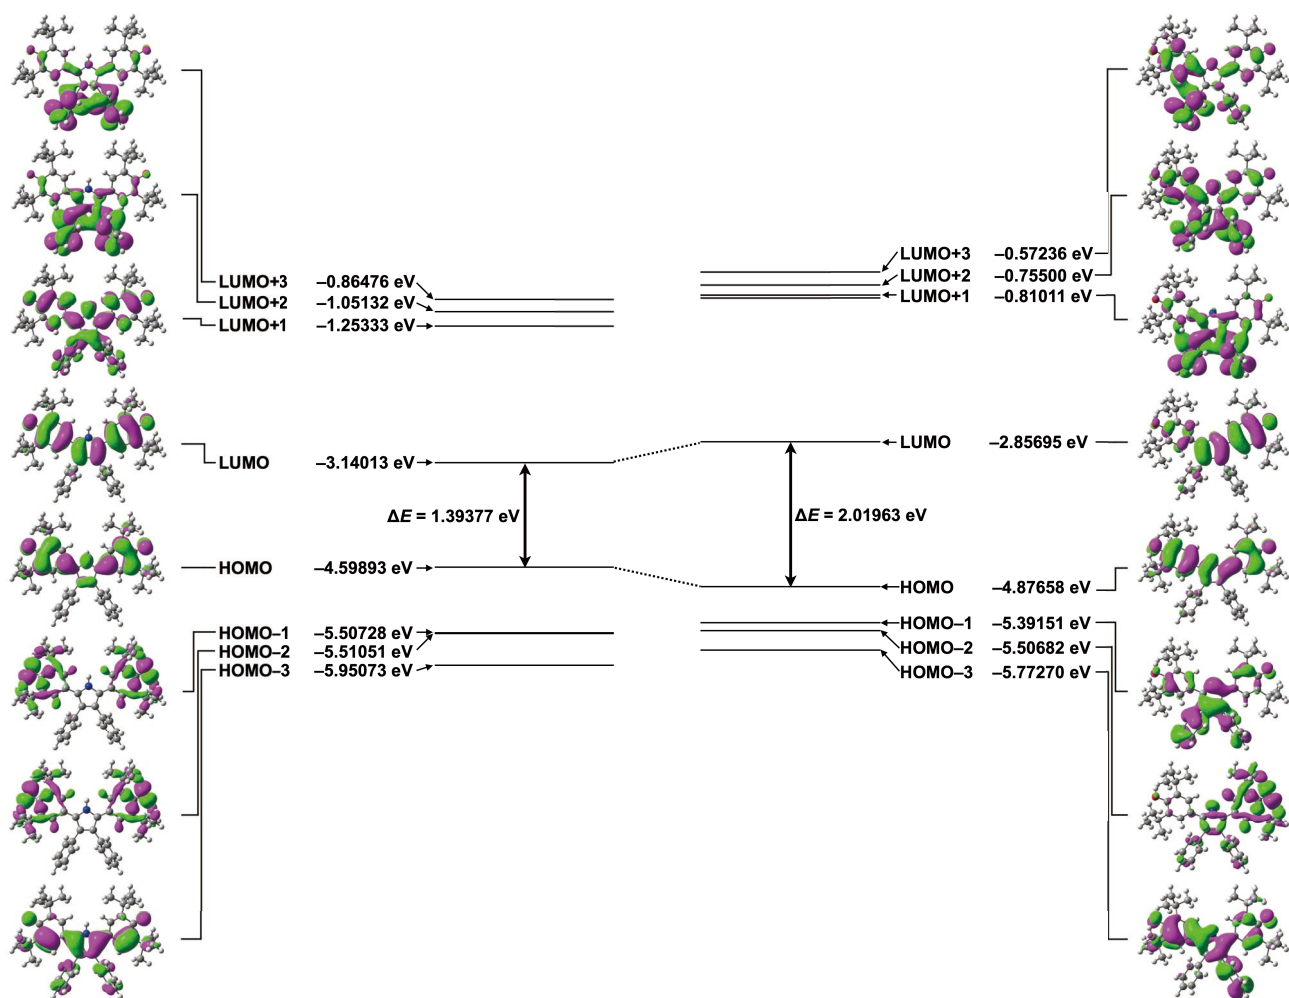 LUMO+3 –0.86476 eV
LUMO+2 –1.05132 eV
LUMO+1 –1.25333 eV
LUMO –3.14013 eV
ΔE = 1.39377 eV
HOMO –4.59893 eV
HOMO–1 –5.50728 eV
HOMO–2 –5.51051 eV
HOMO–3 –5.95073 eV
LUMO+3 –0.57236 eV
LUMO+2 –0.75500 eV
LUMO+1 –0.81011 eV
LUMO –2.85695 eV
ΔE = 2.01963 eV
HOMO –4.87658 eV
HOMO–1 –5.39151 eV
HOMO–2 –5.50682 eV
HOMO–3 –5.77270 eV